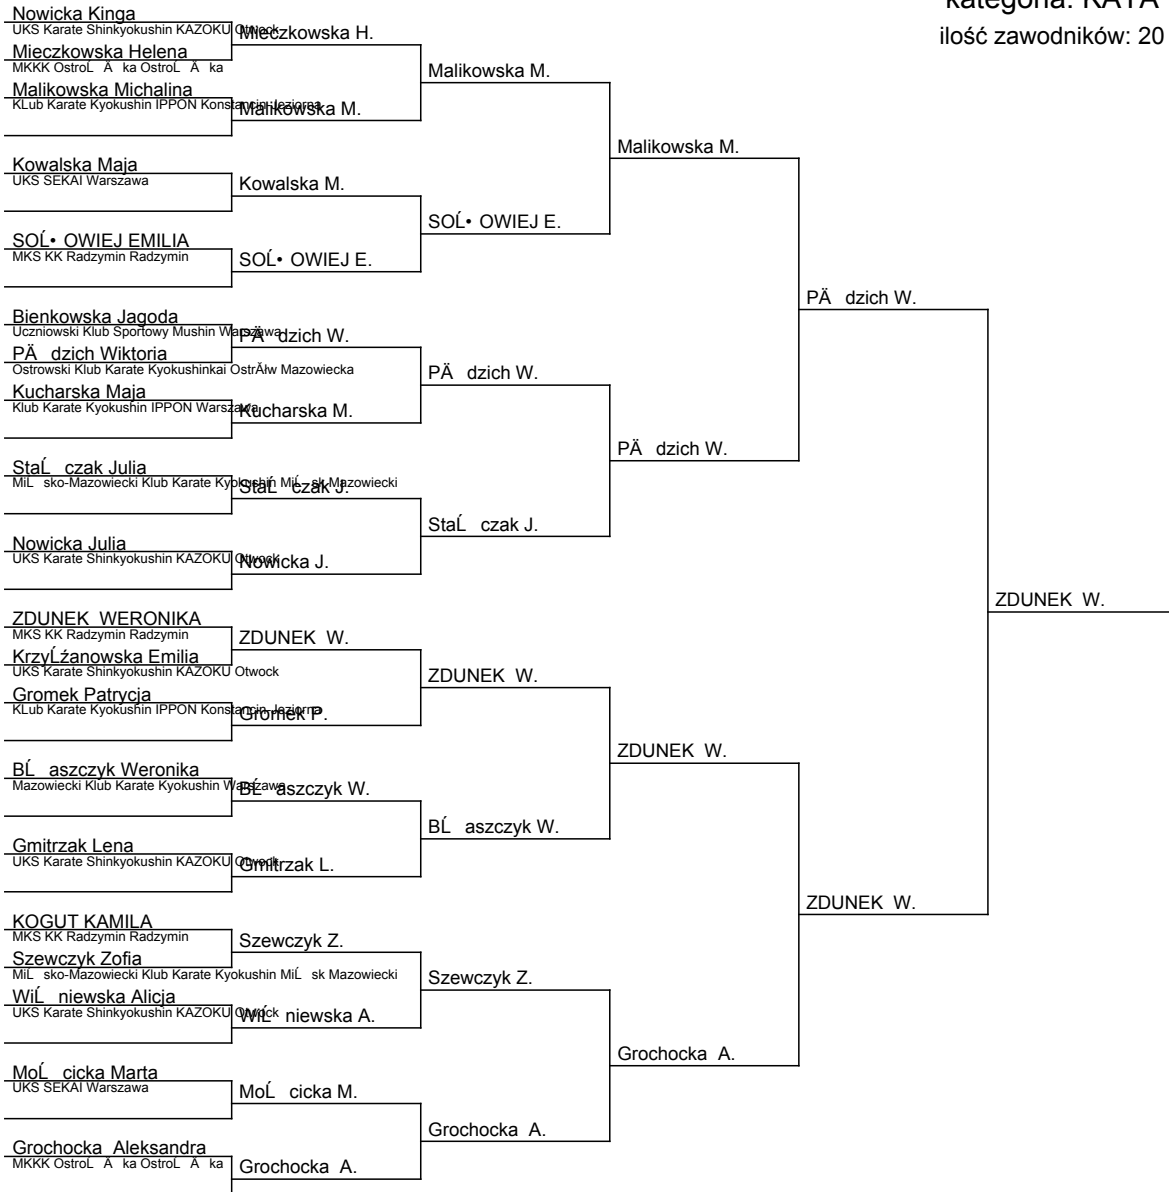 kategoria: KATA
ilość zawodników: 20
Nowicka Kinga
UKS Karate Shinkyokushin KAZOKU Otwock
Mieczkowska H.
Mieczkowska Helena
MKKK OstroĹ Ä ka OstroĹ Ä ka
Malikowska M.
Malikowska Michalina
KLub Karate Kyokushin IPPON Konstancin-Jeziorna
Malikowska M.
Malikowska M.
Kowalska Maja
UKS SEKAI Warszawa
Kowalska M.
SOĹ• OWIEJ E.
SOĹ• OWIEJ EMILIA
MKS KK Radzymin Radzymin
SOĹ• OWIEJ E.
PÄ dzich W.
Bienkowska Jagoda
Uczniowski Klub Sportowy Mushin Warszawa
PÄ dzich W.
PÄ dzich Wiktoria
Ostrowski Klub Karate Kyokushinkai OstrĂłw Mazowiecka
PÄ dzich W.
Kucharska Maja
Klub Karate Kyokushin IPPON Warszawa
Kucharska M.
PÄ dzich W.
StaĹ czak Julia
MiĹ sko-Mazowiecki Klub Karate Kyokushin MiĹ sk Mazowiecki
StaĹ czak J.
StaĹ czak J.
Nowicka Julia
UKS Karate Shinkyokushin KAZOKU Otwock
Nowicka J.
ZDUNEK W.
ZDUNEK WERONIKA
MKS KK Radzymin Radzymin
ZDUNEK W.
KrzyĹźanowska Emilia
UKS Karate Shinkyokushin KAZOKU Otwock
ZDUNEK W.
Gromek Patrycja
KLub Karate Kyokushin IPPON Konstancin-Jeziorna
Gromek P.
ZDUNEK W.
BĹ aszczyk Weronika
Mazowiecki Klub Karate Kyokushin Warszawa
BĹ aszczyk W.
BĹ aszczyk W.
Gmitrzak Lena
UKS Karate Shinkyokushin KAZOKU Otwock
Gmitrzak L.
ZDUNEK W.
KOGUT KAMILA
MKS KK Radzymin Radzymin
Szewczyk Z.
Szewczyk Zofia
MiĹ sko-Mazowiecki Klub Karate Kyokushin MiĹ sk Mazowiecki
Szewczyk Z.
WiĹ niewska Alicja
UKS Karate Shinkyokushin KAZOKU Otwock
WiĹ niewska A.
Grochocka A.
MoĹ cicka Marta
UKS SEKAI Warszawa
MoĹ cicka M.
Grochocka A.
Grochocka Aleksandra
MKKK OstroĹ Ä ka OstroĹ Ä ka
Grochocka A.